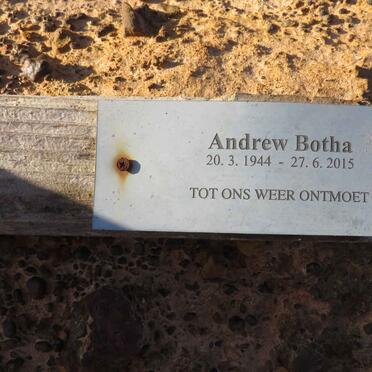 Andrew Botha
20. 3. 1944 - 27. 6. 2015
TOT ONS WEER ONTMOET